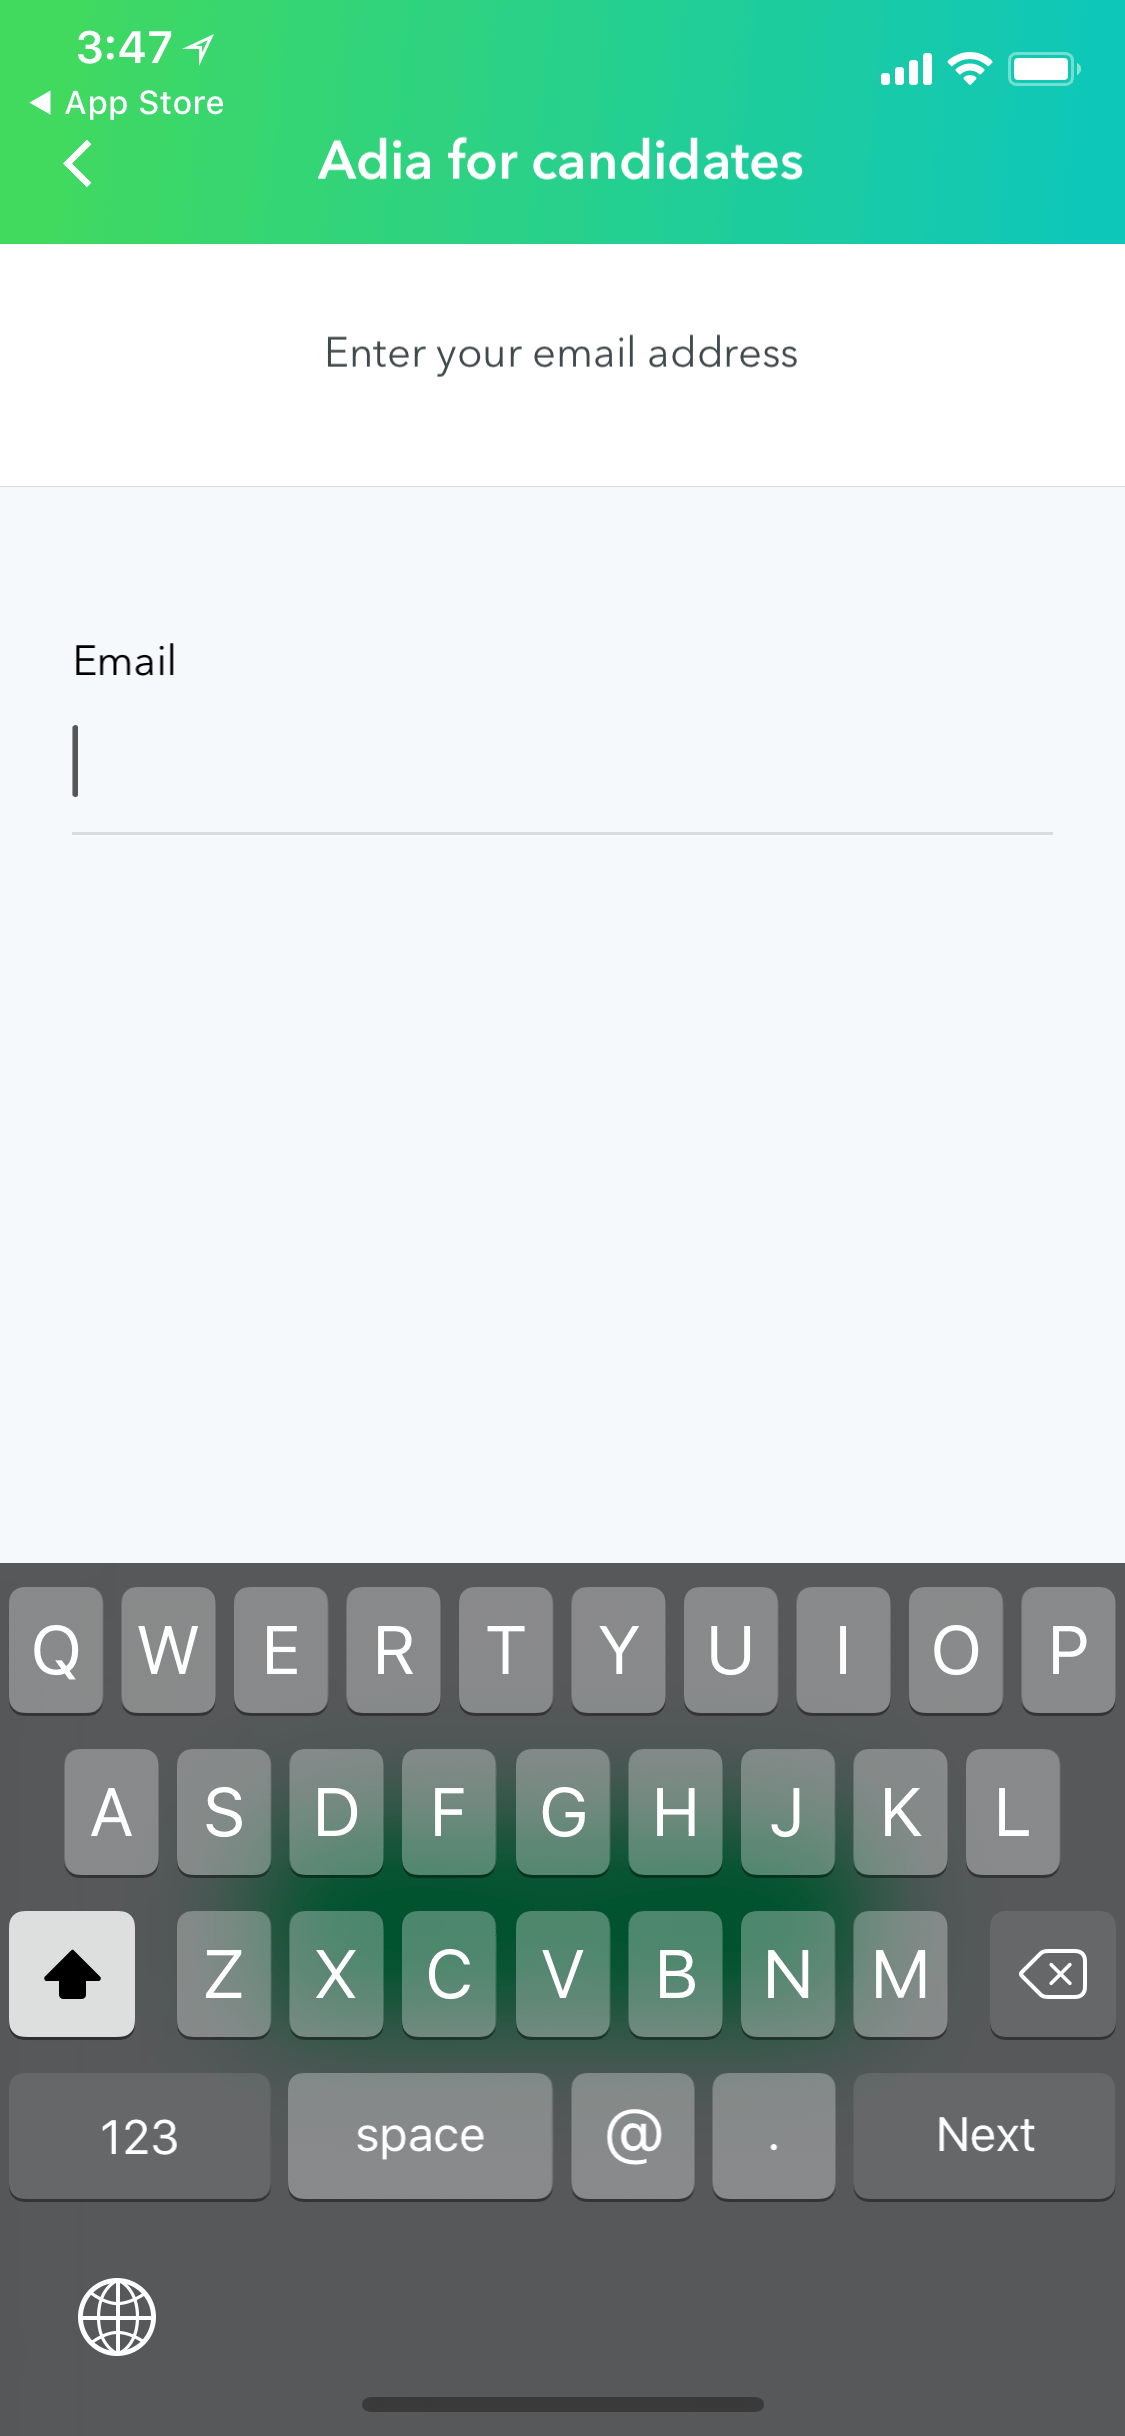 3:47
App Store
Adia for candidates
Enter your email address
Email
Q W E R T Y U I O P
A S D F G H J K L
Z X C V B N M
123 space @ . Next